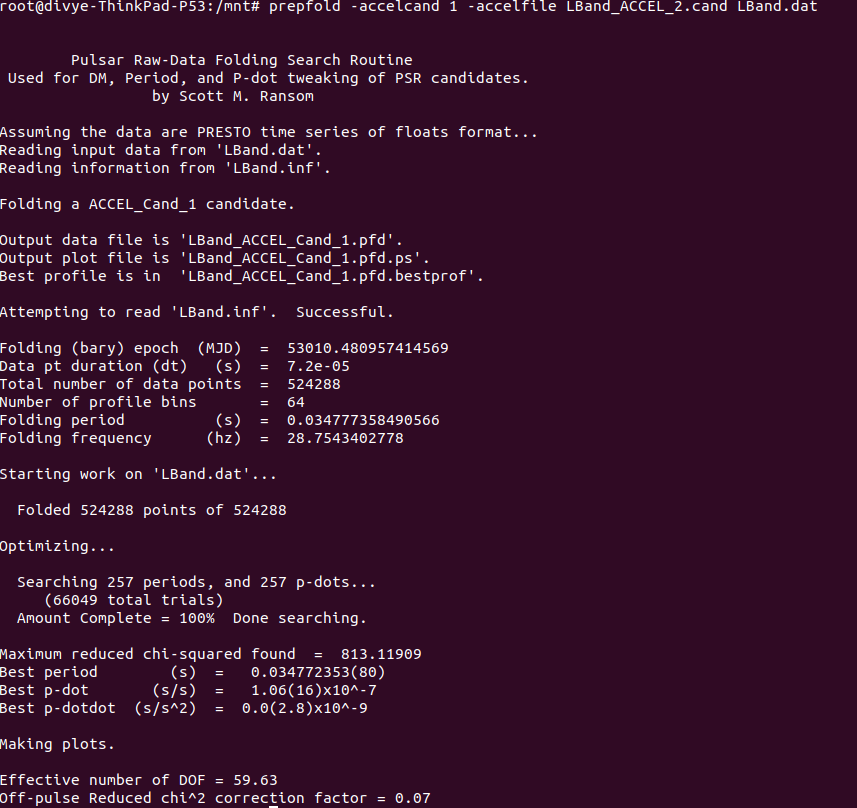 root@divye-ThinkPad-P53:/mnt# prepfold -accelcand 1 -accelfile LBand_ACCEL_2.cand LBand.dat
Pulsar Raw-Data Folding Search Routine
Used for DM, Period, and P-dot tweaking of PSR candidates.
by Scott M. Ransom
Assuming the data are PRESTO time series of floats format...
Reading input data from 'LBand.dat'.
Reading information from 'LBand.inf'.
Folding a ACCEL_Cand_1 candidate.
Output data file is 'LBand_ACCEL_Cand_1.pfd'.
Output plot file is 'LBand_ACCEL_Cand_1.pfd.ps'.
Best profile is in  'LBand_ACCEL_Cand_1.pfd.bestprof'.
Attempting to read 'LBand.inf'.  Successful.
Folding (bary) epoch  (MJD)  =  53010.480957414569
Data pt duration (dt)   (s)  =  7.2e-05
Total number of data points  =  524288
Number of profile bins       =  64
Folding period          (s)  =  0.034777358490566
Folding frequency      (hz)  =  28.7543402778
Starting work on 'LBand.dat'...
Folded 524288 points of 524288
Optimizing...
Searching 257 periods, and 257 p-dots...
(66049 total trials)
Amount Complete = 100%  Done searching.
Maximum reduced chi-squared found  =  813.11909
Best period        (s)  =   0.034772353(80)
Best p-dot       (s/s)  =   1.06(16)x10^-7
Best p-dotdot  (s/s^2)  =  0.0(2.8)x10^-9
Making plots.
Effective number of DOF = 59.63
Off-pulse Reduced chi^2 correction factor = 0.07